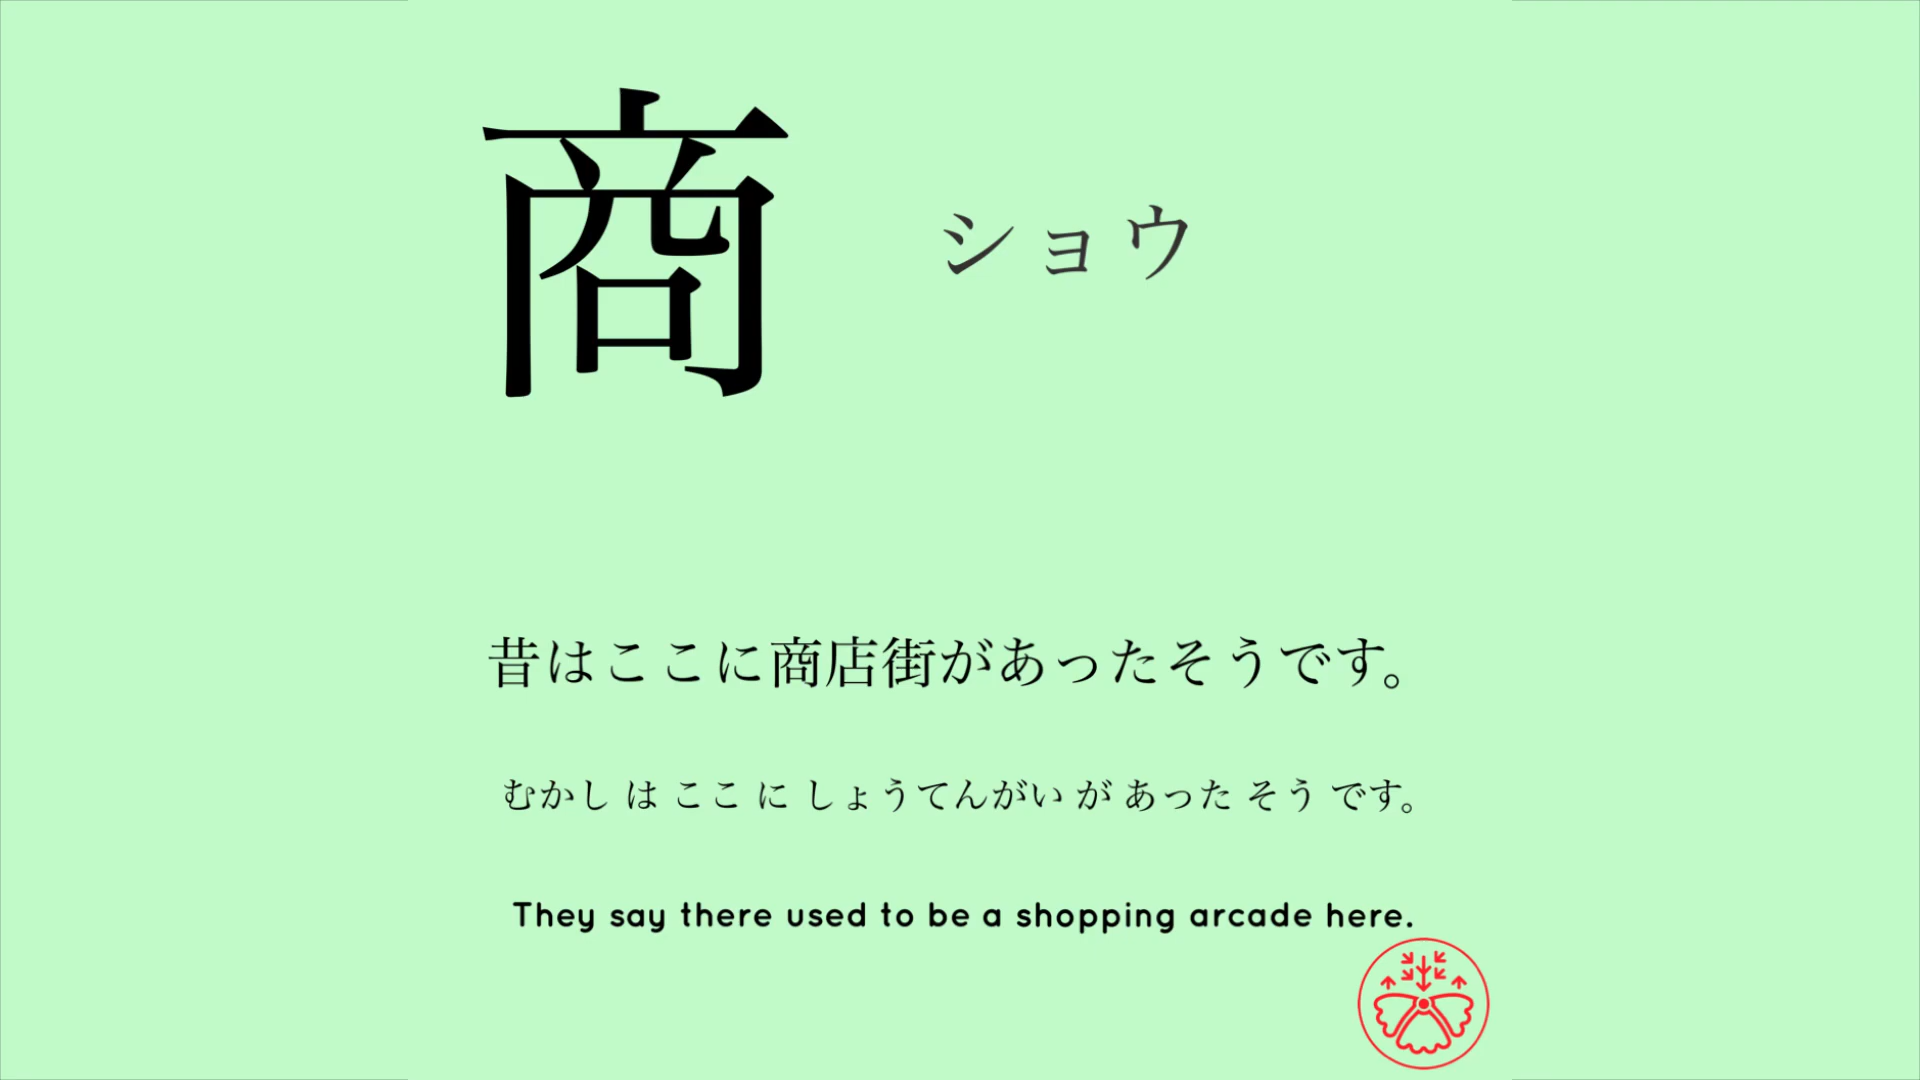 商
ショウ
昔はここに商店街があったそうです。
むかし は ここ に しょうてんがい が あった そう です。
They say there used to be a shopping arcade here.